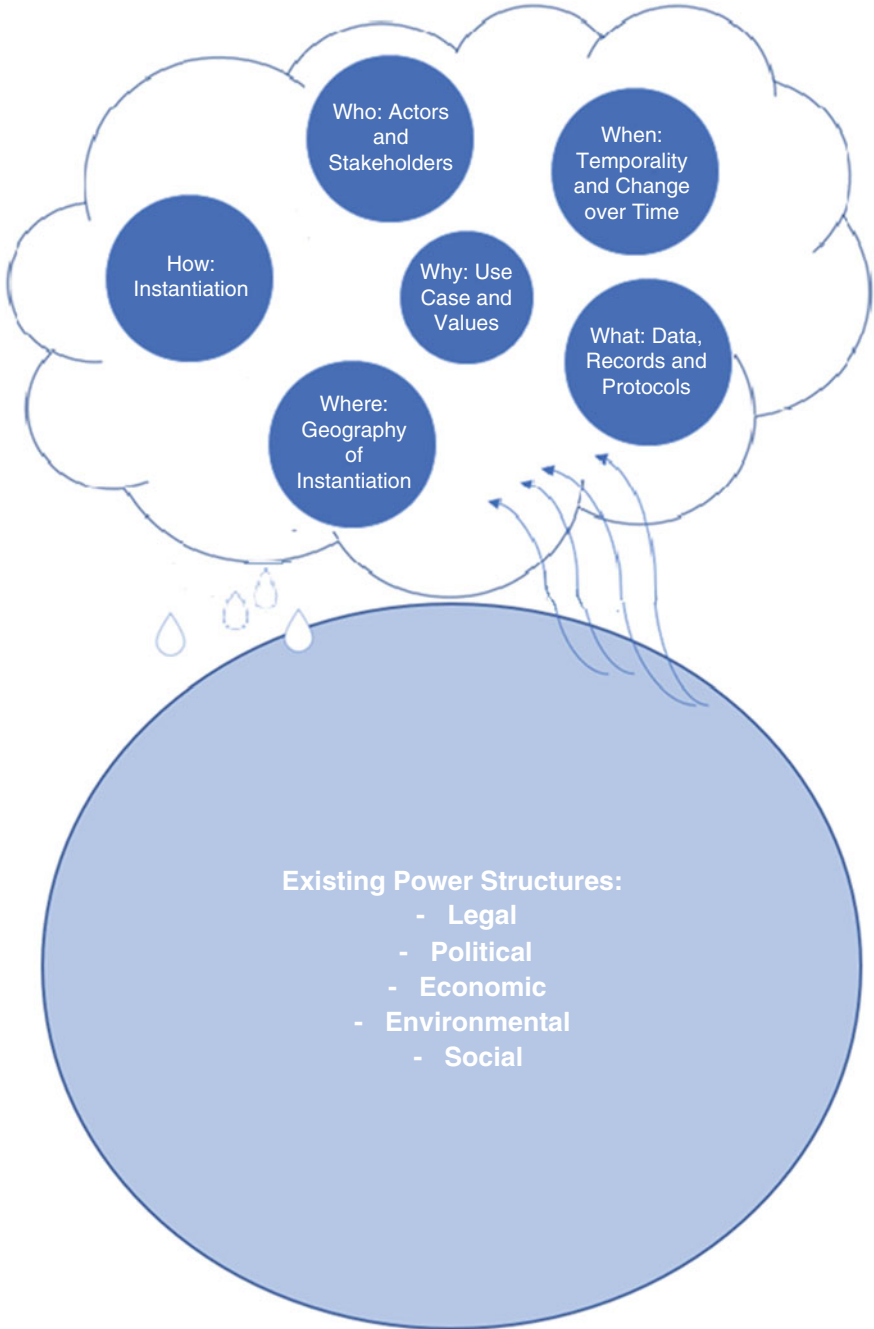 Who: Actors
and
Stakeholders
When:
Temporality
and Change
over Time
How:
Instantiation
Why: Use
Case and
Values
What: Data,
Records and
Protocols
Where:
Geography
of
Instantiation
Existing Power Structures:
- Legal
- Political
- Economic
- Environmental
- Social